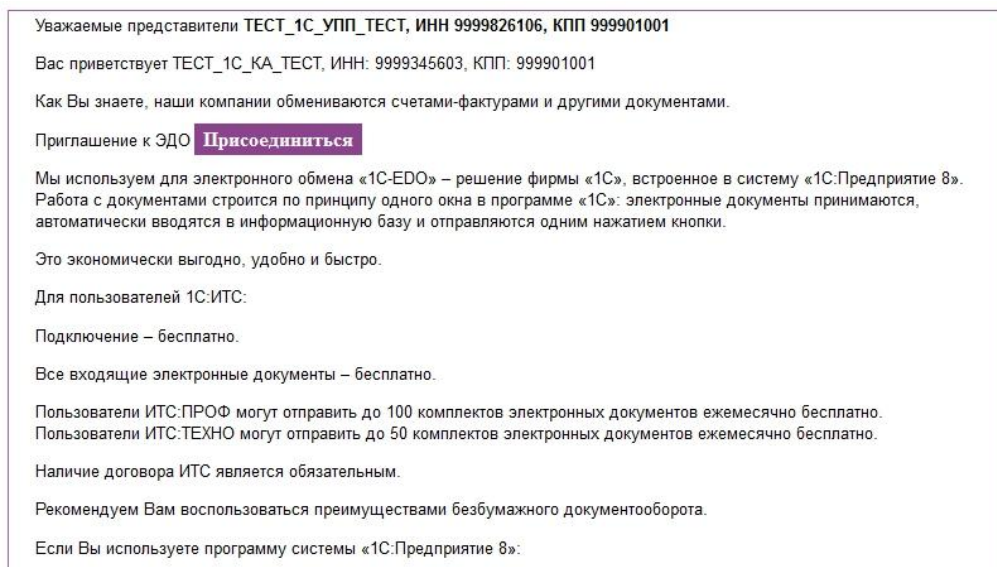 Уважаемые представители ТЕСТ_1С_УПП_ТЕСТ, ИНН 9999826106, КПП 999901001
Вас приветствует ТЕСТ_1С_КА_ТЕСТ, ИНН: 9999345603, КПП: 999901001
Как Вы знаете, наши компании обмениваются счетами-фактурами и другими документами.
Приглашение к ЭДО Присоединиться
Мы используем для электронного обмена «1C-EDO» – решение фирмы «1С», встроенное в систему «1С:Предприятие 8».
Работа с документами строится по принципу одного окна в программе «1С»: электронные документы принимаются,
автоматически вводятся в информационную базу и отправляются одним нажатием кнопки.
Это экономически выгодно, удобно и быстро.
Для пользователей 1С:ИТС:
Подключение – бесплатно.
Все входящие электронные документы – бесплатно.
Пользователи ИТС:ПРОФ могут отправить до 100 комплектов электронных документов ежемесячно бесплатно.
Пользователи ИТС:ТЕХНО могут отправить до 50 комплектов электронных документов ежемесячно бесплатно.
Наличие договора ИТС является обязательным.
Рекомендуем Вам воспользоваться преимуществами безбумажного документооборота.
Если Вы используете программу системы «1С:Предприятие 8»: